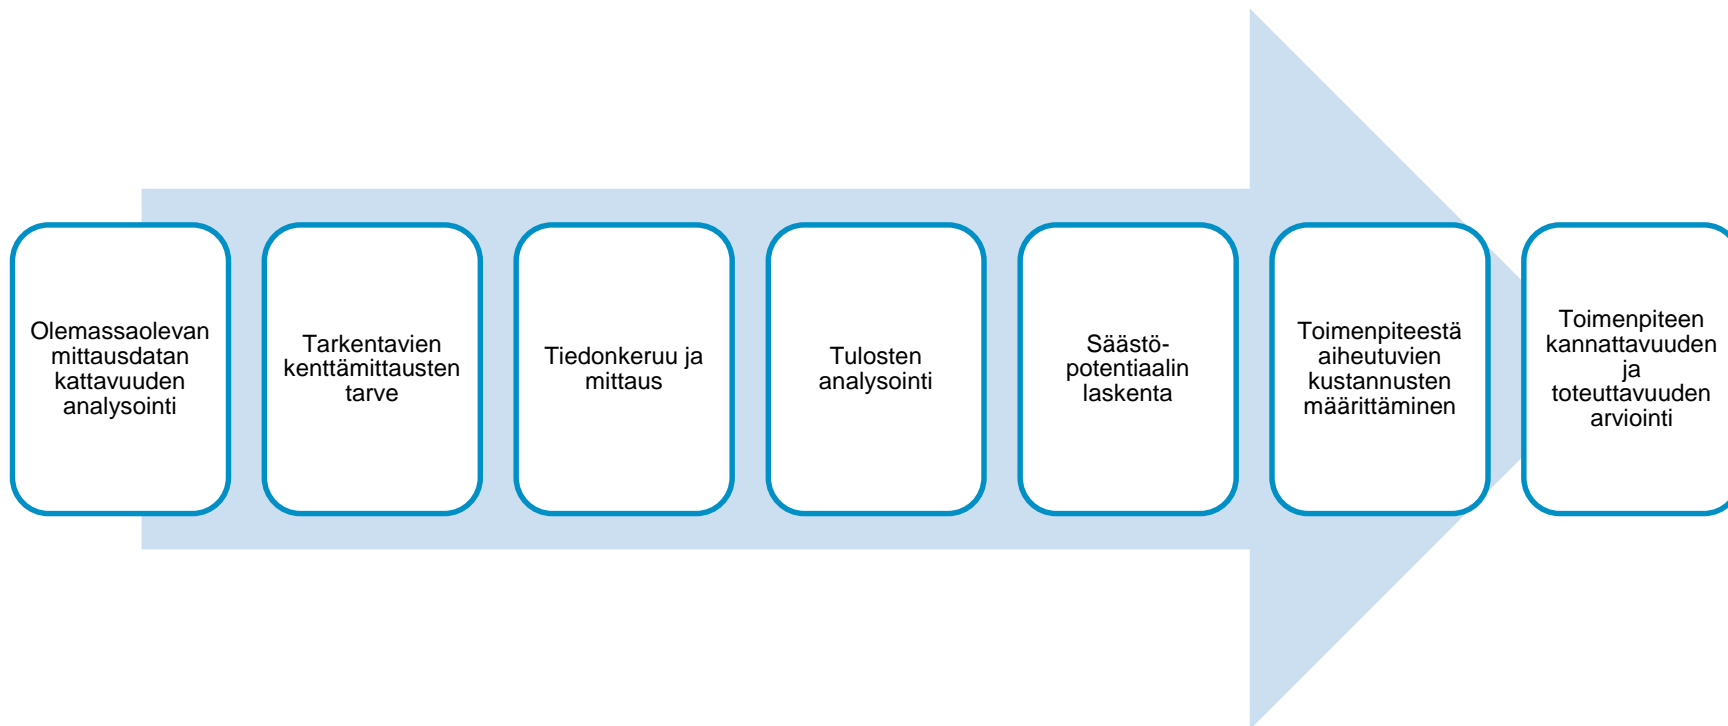 Olemassaolevan
mittausdatan
kattavuuden
analysointi
Tarkentavien
kenttämittausten
tarve
Tiedonkeruu ja
mittaus
Tulosten
analysointi
Säästö-
potentiaalin
laskenta
Toimenpiteestä
aiheutuvien
kustannusten
määrittäminen
Toimenpiteen
kannattavuuden
ja
toteuttavuuden
arviointi